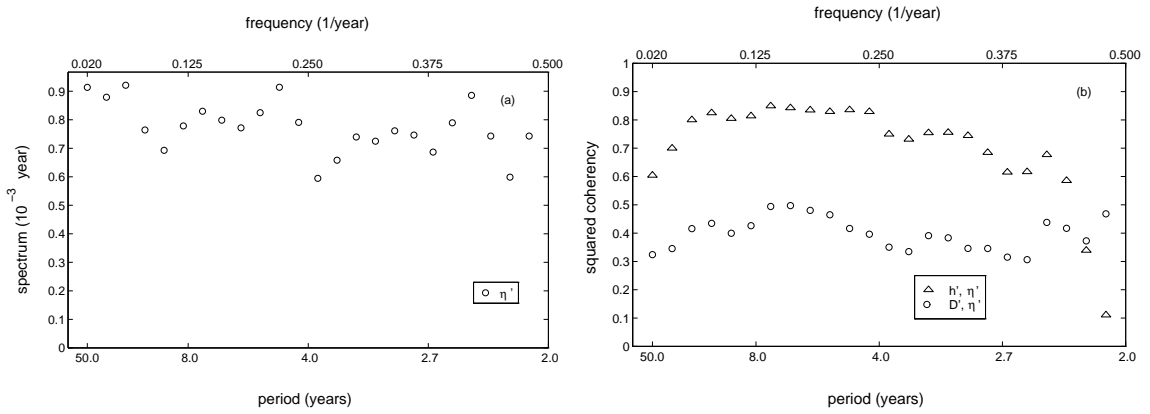 frequency (1/year)
0.020 0.125 0.250 0.375 0.500
(a)
0.9
0.8
0.7
0.6
0.5
0.4
0.3
0.2
0.1
0
spectrum (10⁻³ year)
η'
50.0 8.0 4.0 2.7 2.0
period (years)
frequency (1/year)
0.020 0.125 0.250 0.375 0.500
(b)
1
0.9
0.8
0.7
0.6
0.5
0.4
0.3
0.2
0.1
0
squared coherency
h', η'
D', η'
50.0 8.0 4.0 2.7 2.0
period (years)